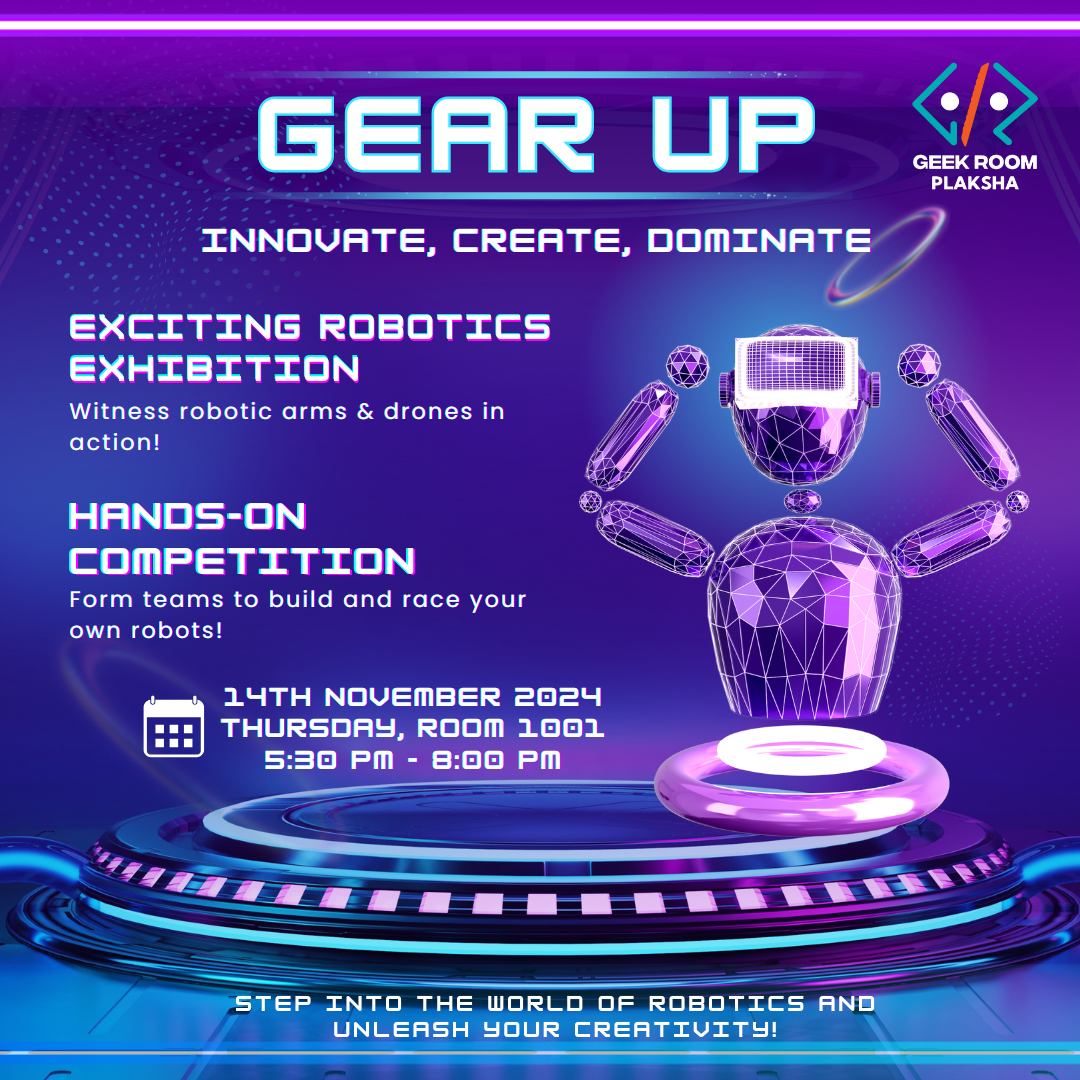 GEAR UP
GEEK ROOM
PLAKSHA
INNOVATE, CREATE, DOMINATE
EXCITING ROBOTICS
EXHIBITION
Witness robotic arms & drones in
action!
HANDS-ON
COMPETITION
Form teams to build and race your
own robots!
14TH NOVEMBER 2024
THURSDAY, ROOM 1001
5:30 PM - 8:00 PM
STEP INTO THE WORLD OF ROBOTICS AND
UNLEASH YOUR CREATIVITY!